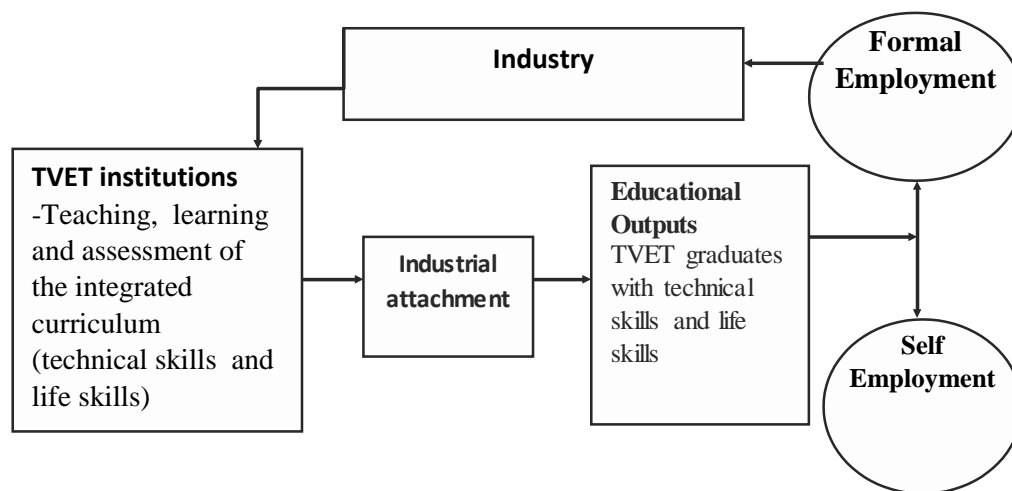 Industry
Formal
Employment
TVET institutions
-Teaching, learning
and assessment of
the integrated
curriculum
(technical skills and
life skills)
Industrial
attachment
Educational
Outputs
TVET graduates
with technical
skills and life
skills
Self
Employment